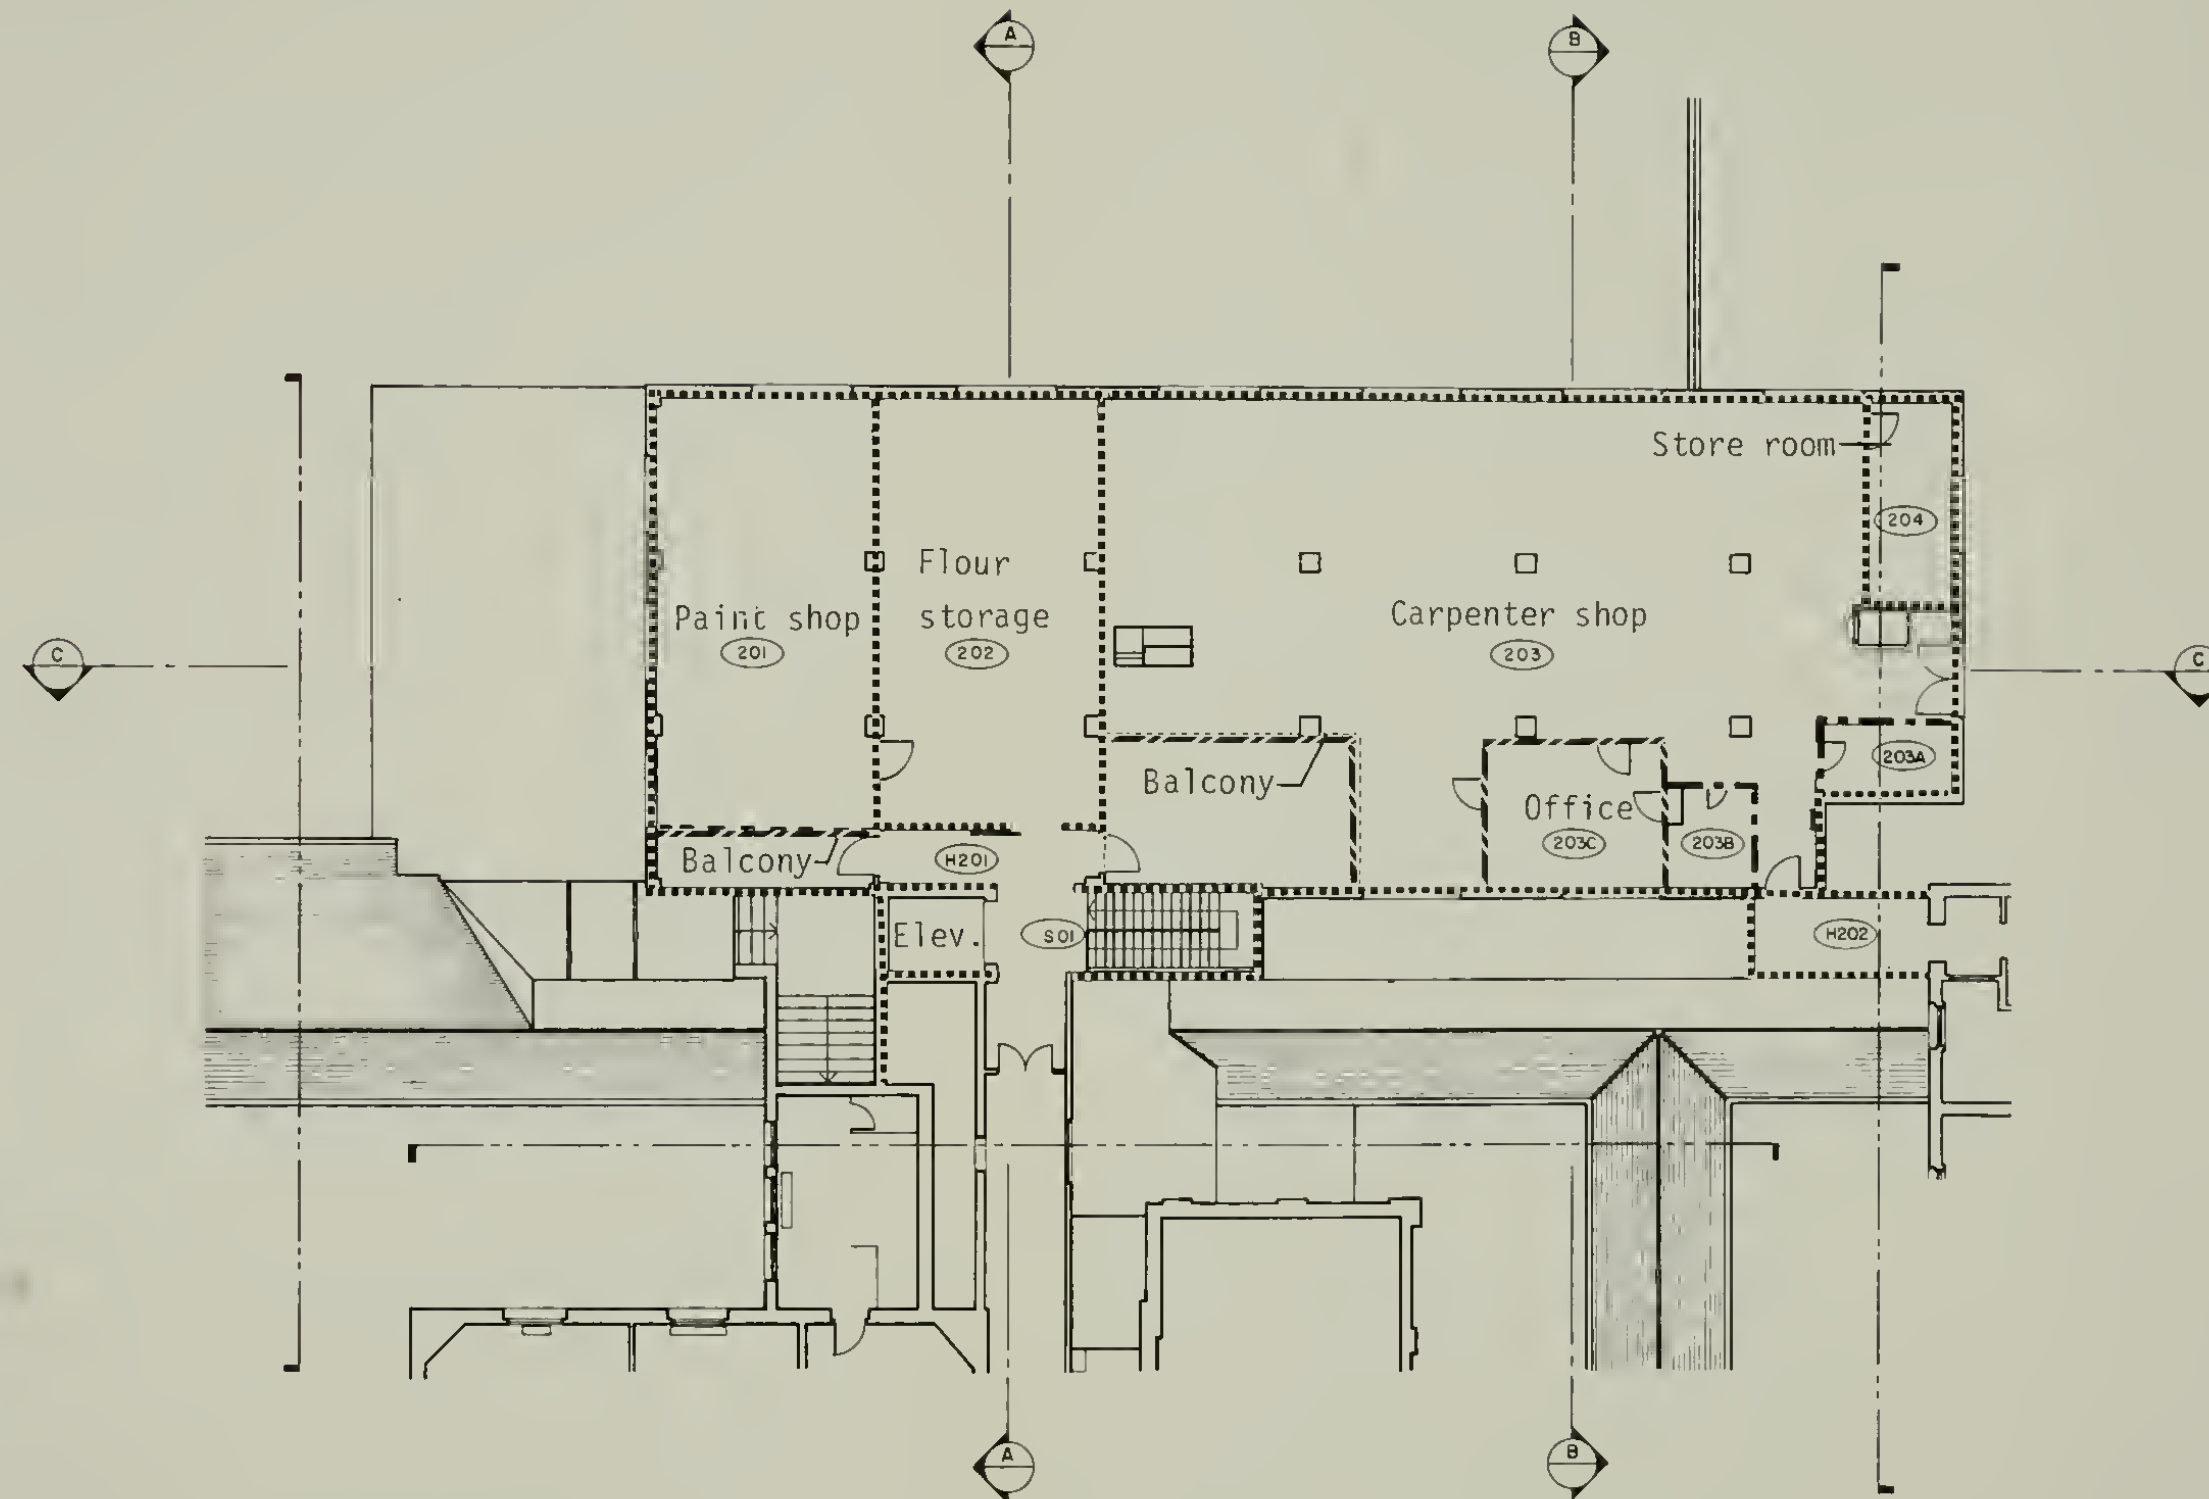 A
B
Store room
204
Flour
storage
202
Paint shop
201
Carpenter shop
203
C
C
203A
Balcony
Office
203C
203B
Balcony
H201
Elev.
S01
H202
A
B